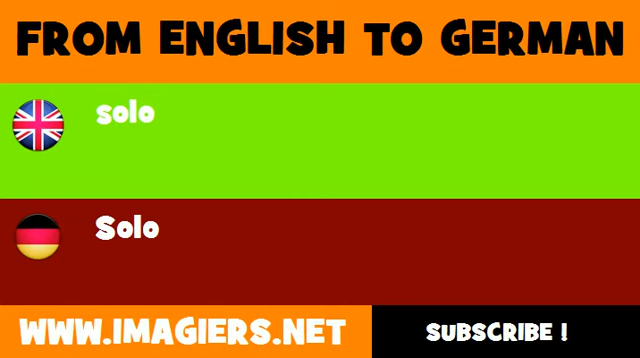 FROM ENGLISH TO GERMAN
solo
Solo
WWW.IMAGIERS.NET
SUBSCRIBE !